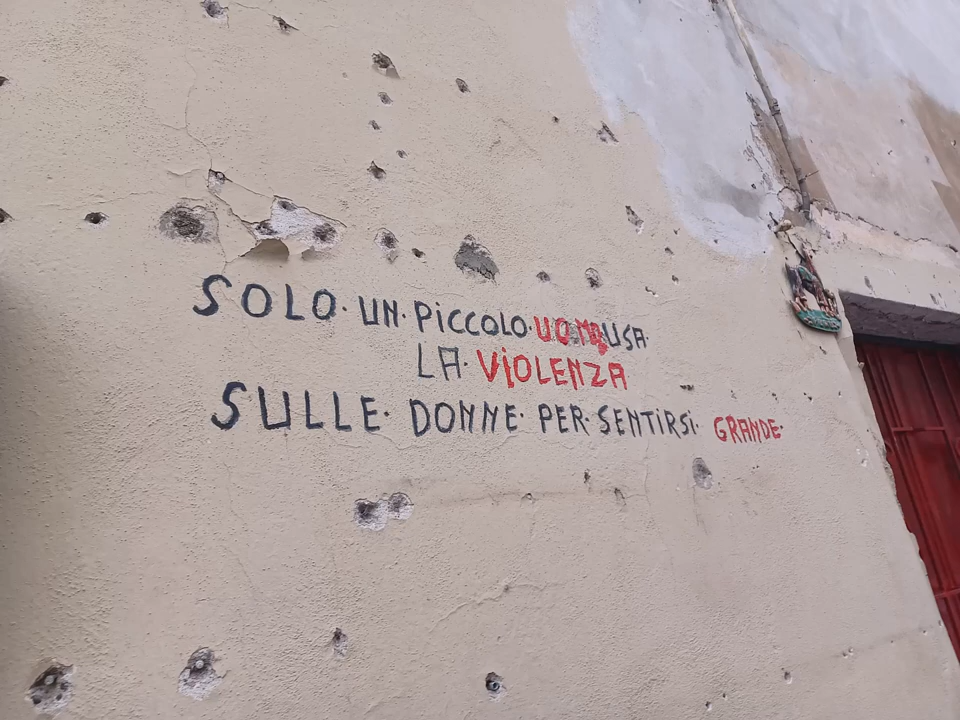 SOLO· UN· PiCCOLO· UOMO USA·
LA· ViOLENZA
SULLE· DONNE· PER· SENTIRSi· GRANDE·